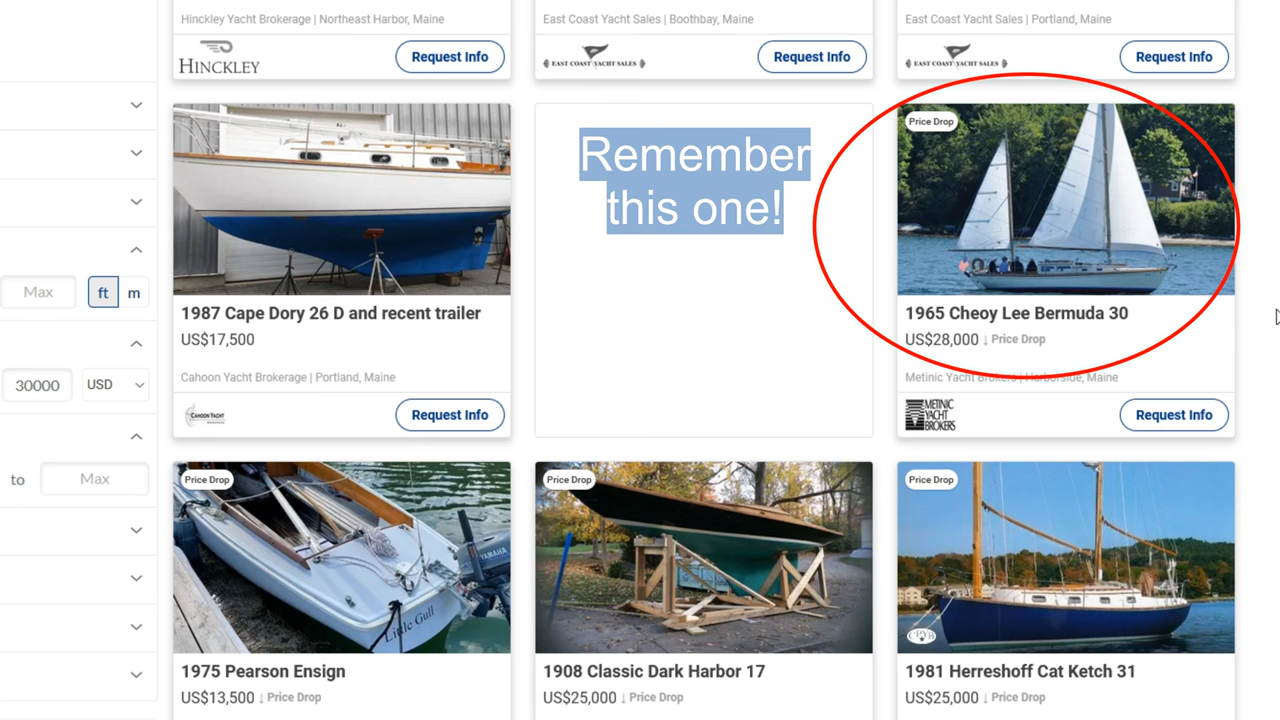 Hinckley Yacht Brokerage | Northeast Harbor, Maine
East Coast Yacht Sales | Boothbay, Maine
East Coast Yacht Sales | Portland, Maine
HINCKLEY
Request Info
EAST COAST YACHT SALES
Request Info
EAST COAST YACHT SALES
Request Info
Remember
this one!
Price Drop
1987 Cape Dory 26 D and recent trailer
US$17,500
Cahoon Yacht Brokerage | Portland, Maine
CAHOON YACHT
Request Info
1965 Cheoy Lee Bermuda 30
US$28,000 ↓ Price Drop
Metinic Yacht Brokers | Harborside, Maine
METINIC
YACHT
BROKERS
Request Info
Max
ft
m
30000
USD
to
Max
Price Drop
YAMAHA
Little Gull
1975 Pearson Ensign
US$13,500 ↓ Price Drop
Price Drop
1908 Classic Dark Harbor 17
US$25,000 ↓ Price Drop
Price Drop
CPYB
1981 Herreshoff Cat Ketch 31
US$25,000 ↓ Price Drop